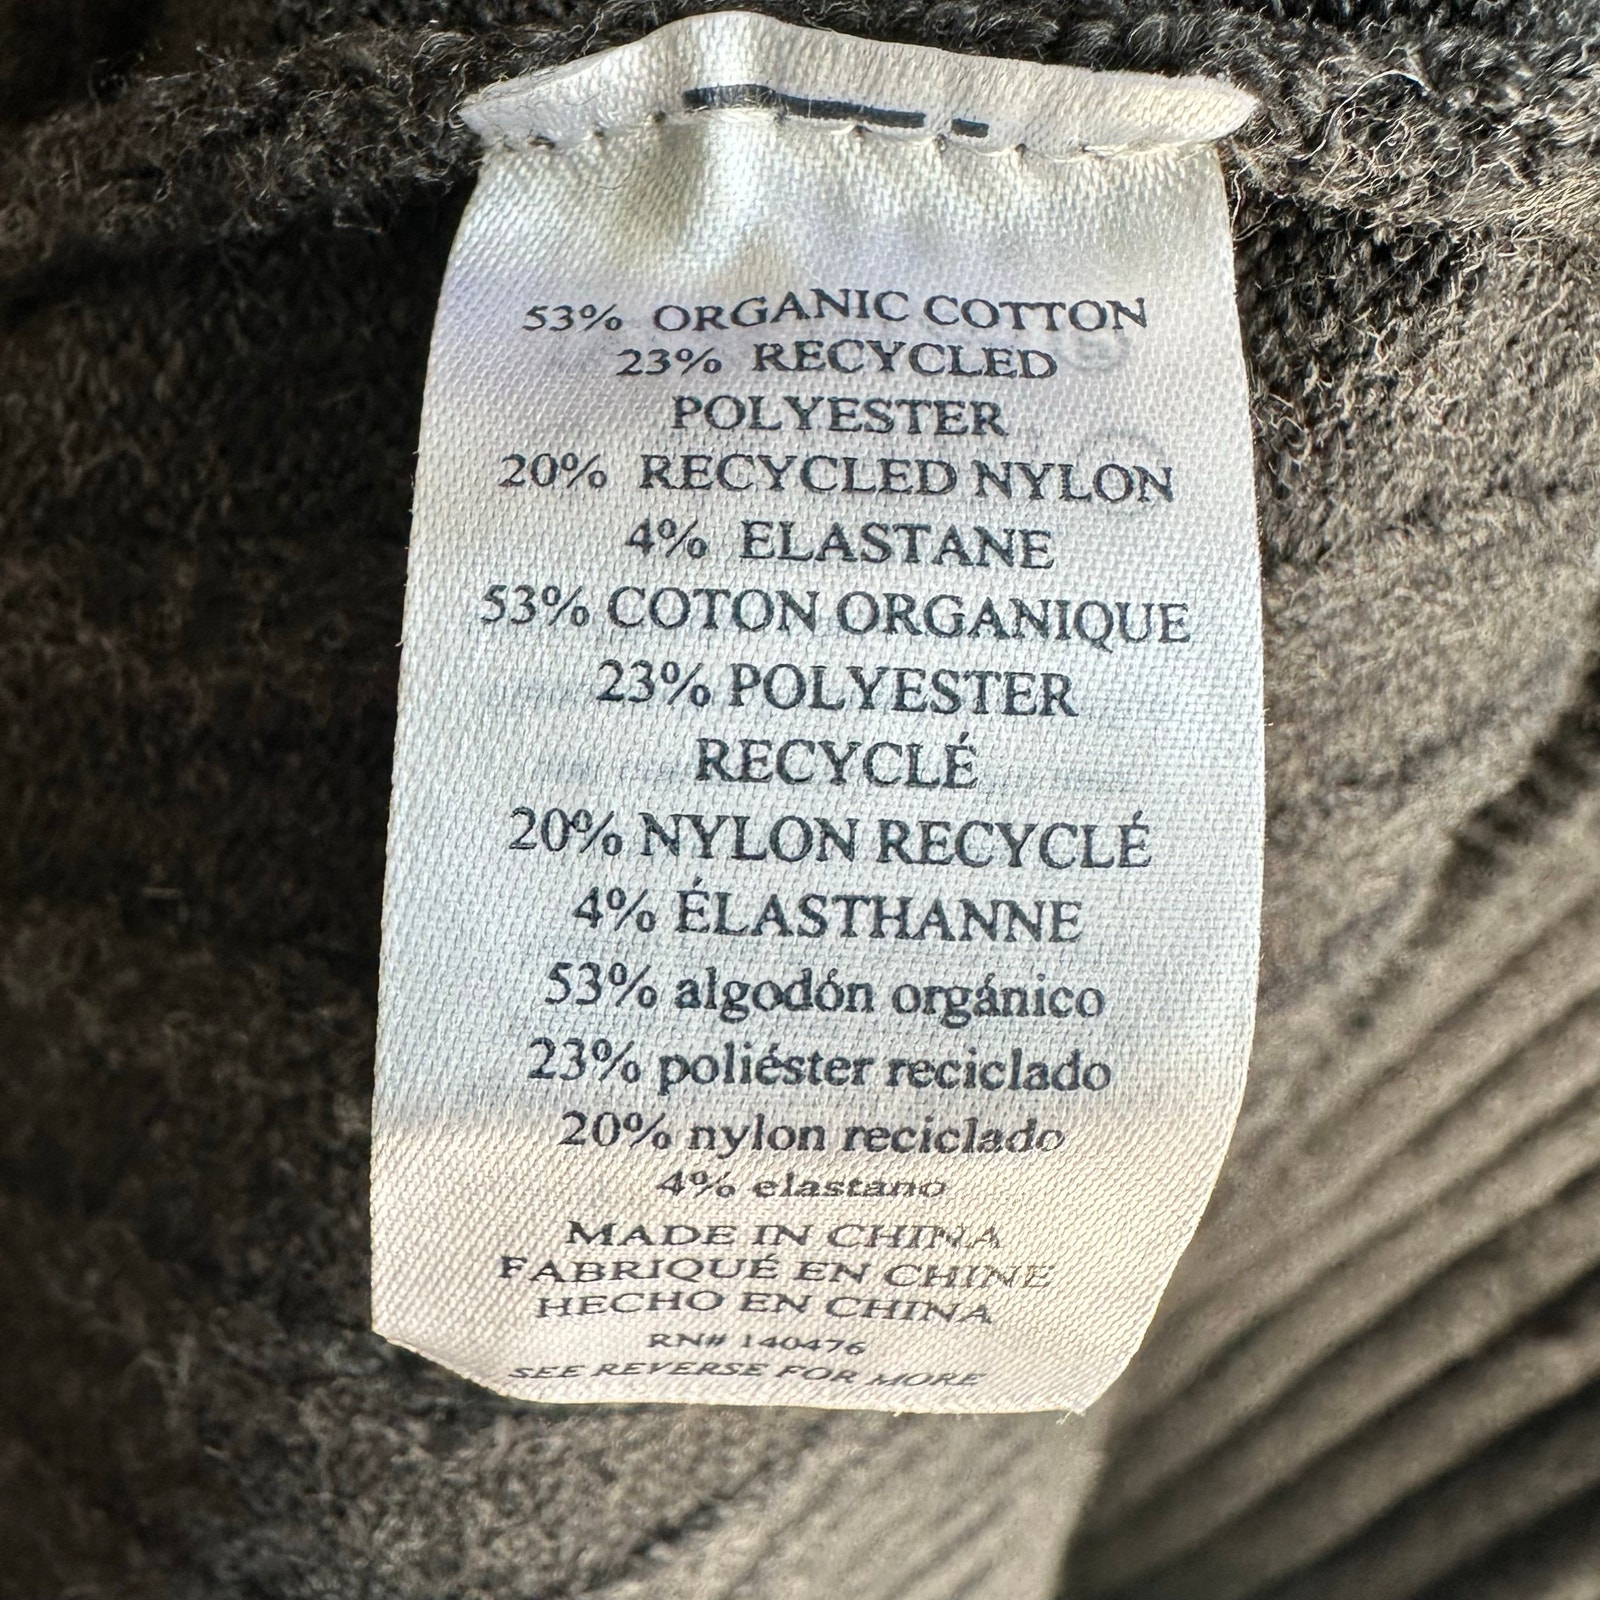 53% ORGANIC COTTON
23% RECYCLED
POLYESTER
20% RECYCLED NYLON
4% ELASTANE
53% COTON ORGANIQUE
23% POLYESTER
RECYCLÉ
20% NYLON RECYCLÉ
4% ÉLASTHANNE
53% algodón orgánico
23% poliéster reciclado
20% nylon reciclado
4% elastano
MADE IN CHINA
FABRIQUÉ EN CHINE
HECHO EN CHINA
RN# 140476
SEE REVERSE FOR MORE